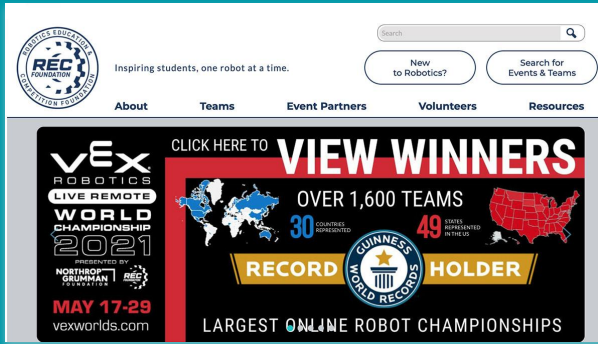 ROBOTICS EDUCATION &
REC
FOUNDATION
COMPETITION FOUNDATION
Inspiring students, one robot at a time.
Search
New
to Robotics?
Search for
Events & Teams
About
Teams
Event Partners
Volunteers
Resources
VEX
ROBOTICS
LIVE REMOTE
WORLD
CHAMPIONSHIP
2021
PRESENTED BY
NORTHROP
GRUMMAN
FOUNDATION
REC
MAY 17-29
vexworlds.com
CLICK HERE TO VIEW WINNERS
OVER 1,600 TEAMS
30 COUNTRIES
REPRESENTED
49 STATES
REPRESENTED
IN THE US
RECORD
GUINNESS
WORLD RECORDS
HOLDER
LARGEST ONLINE ROBOT CHAMPIONSHIPS